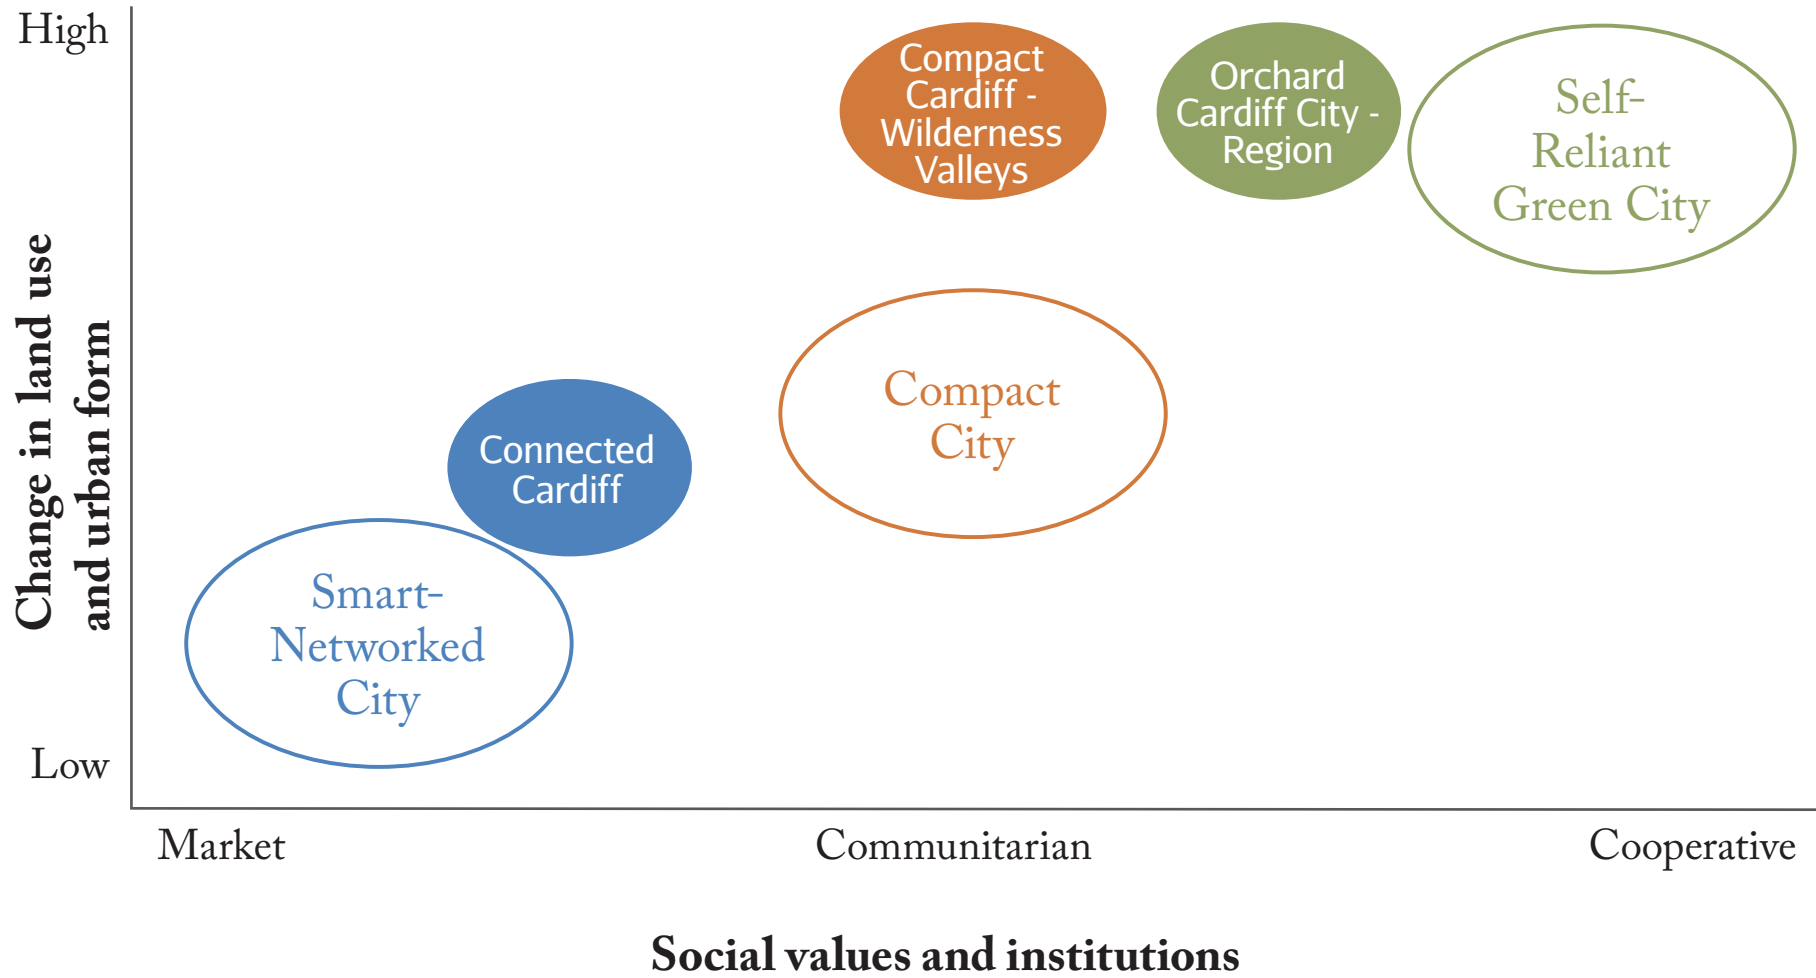 High
Compact
Cardiff -
Wilderness
Valleys
Orchard
Cardiff City -
Region
Self-
Reliant
Green City
Change in land use
and urban form
Compact
City
Connected
Cardiff
Smart-
Networked
City
Low
Market
Communitarian
Cooperative
Social values and institutions